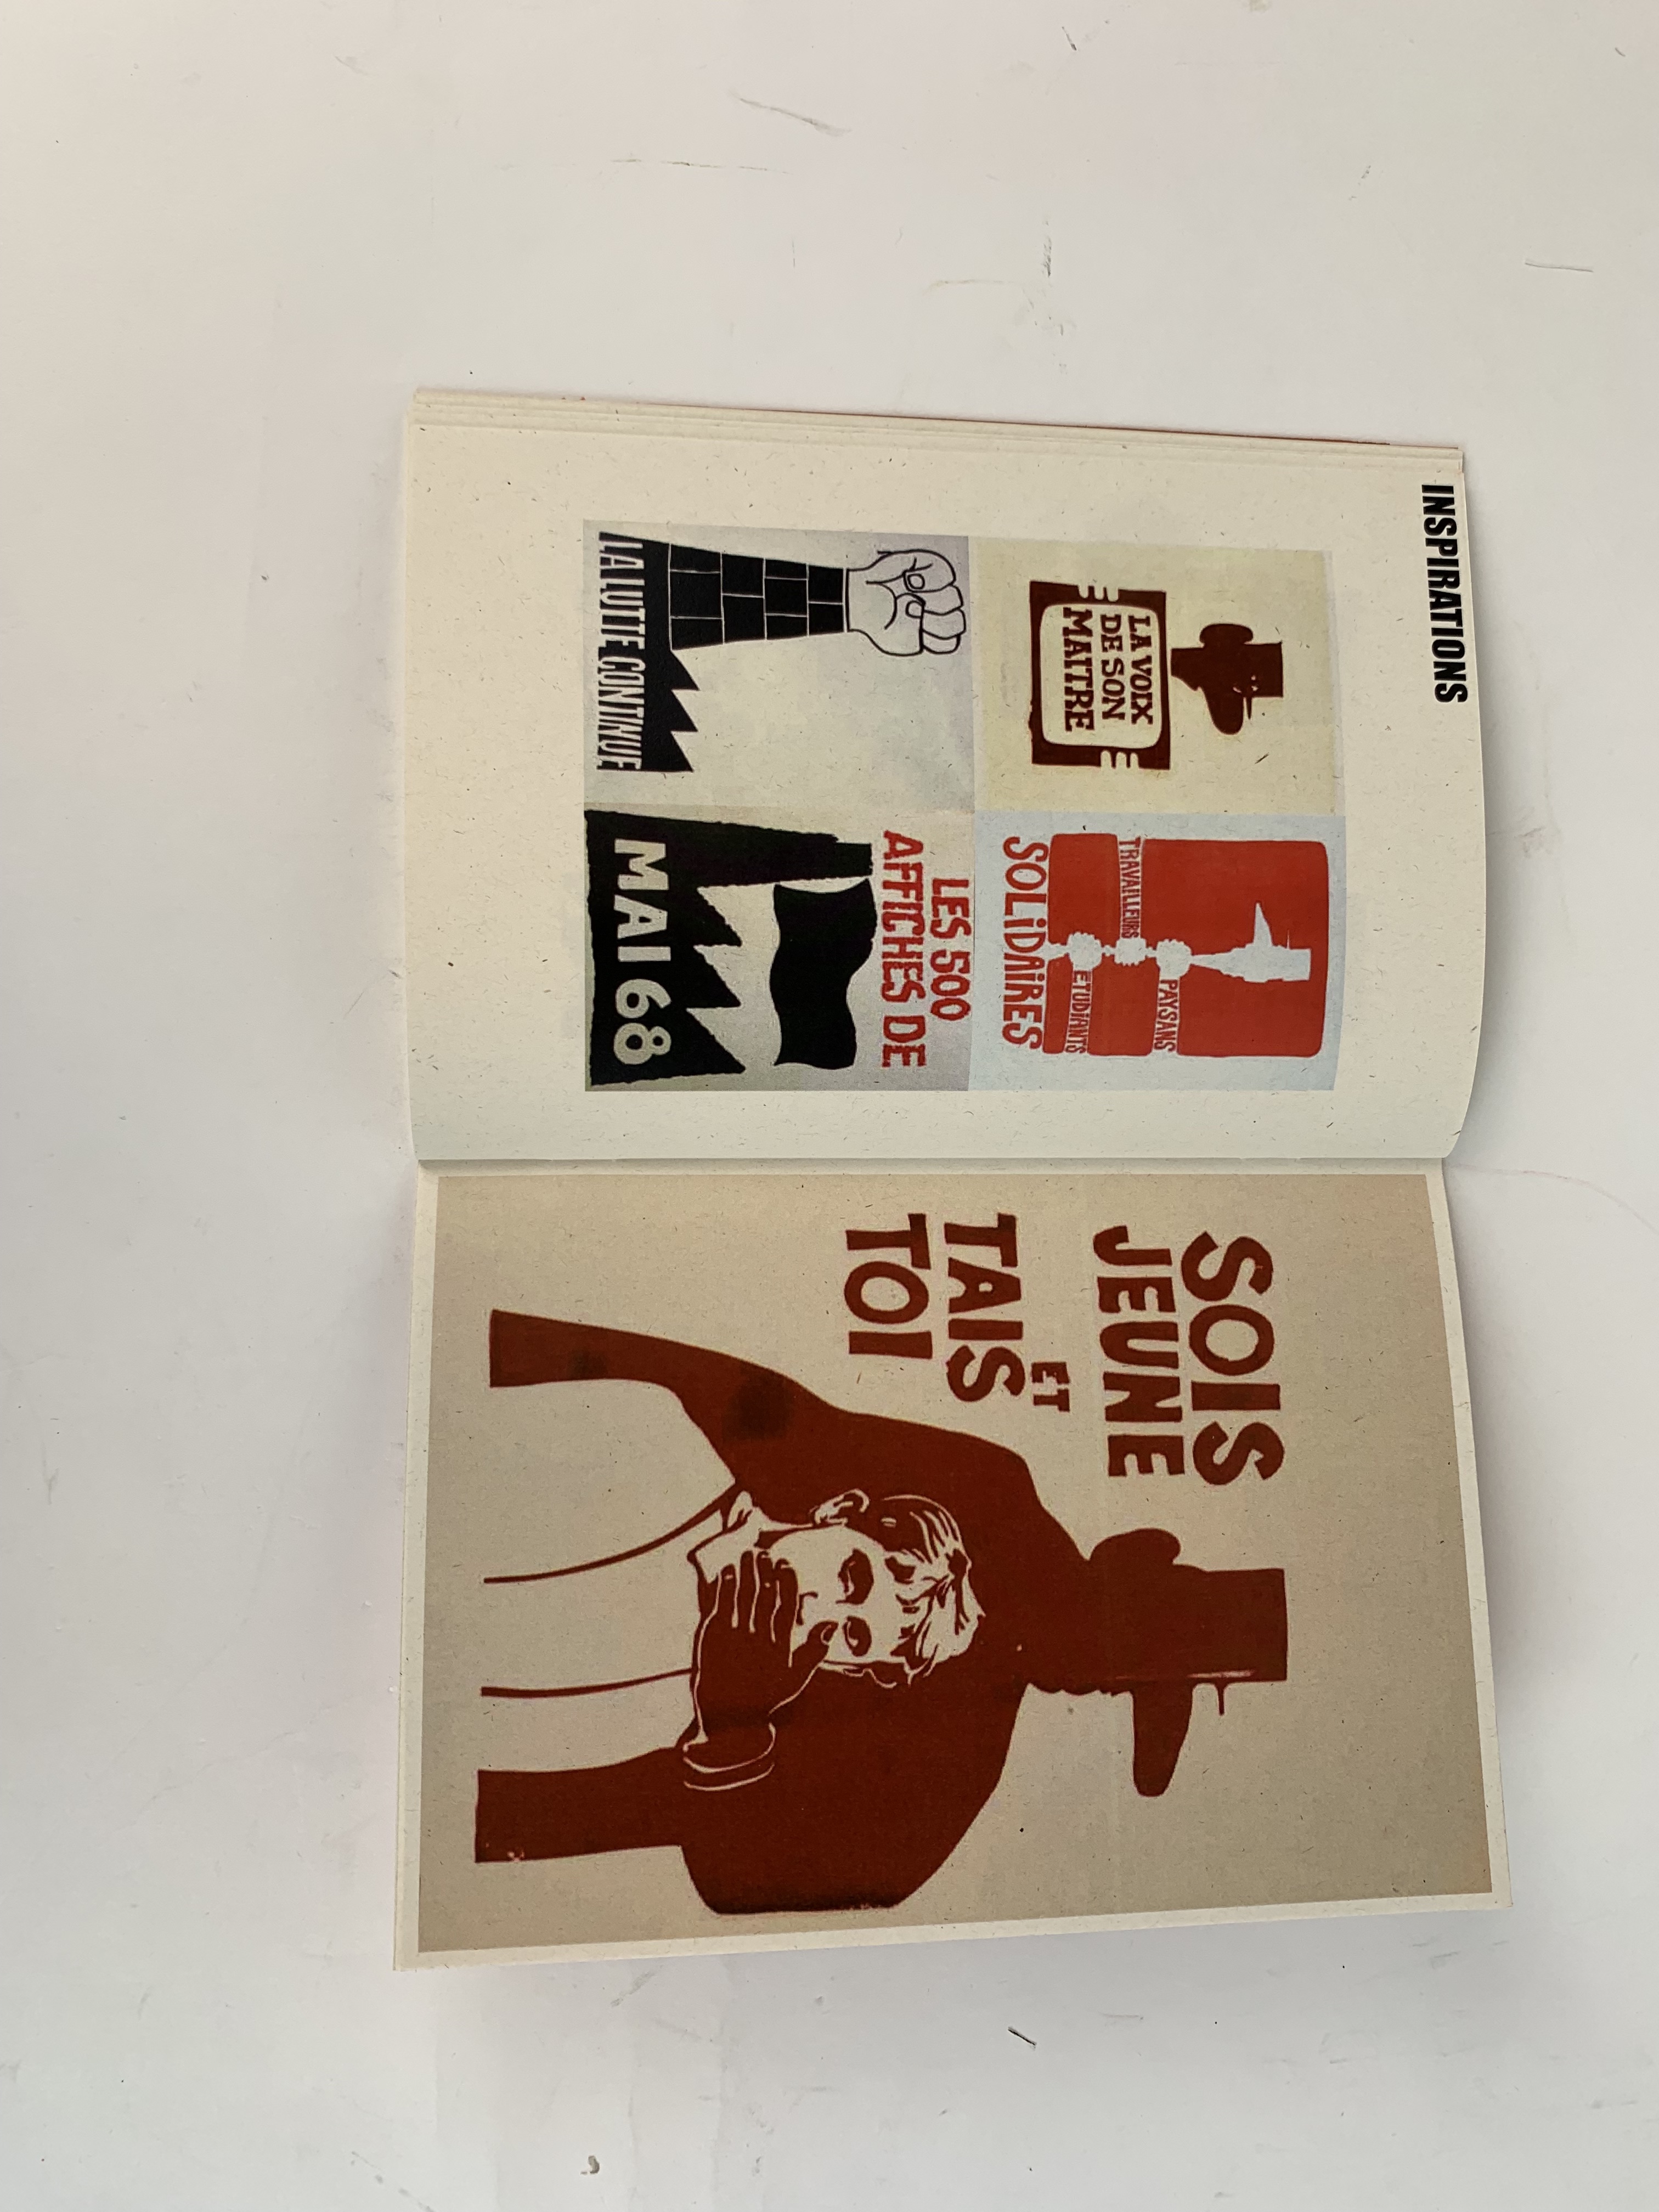 INSPIRATIONS
LA VOIX
DE SON
MAITRE
TRAVAILLEURS
PAYSANS
ETUDIANTS
SOLIDAIRES
LA LUTTE CONTINUE
LES 500
AFFICHES DE
MAI 68
SOIS
JEUNE
ET
TAIS
TOI